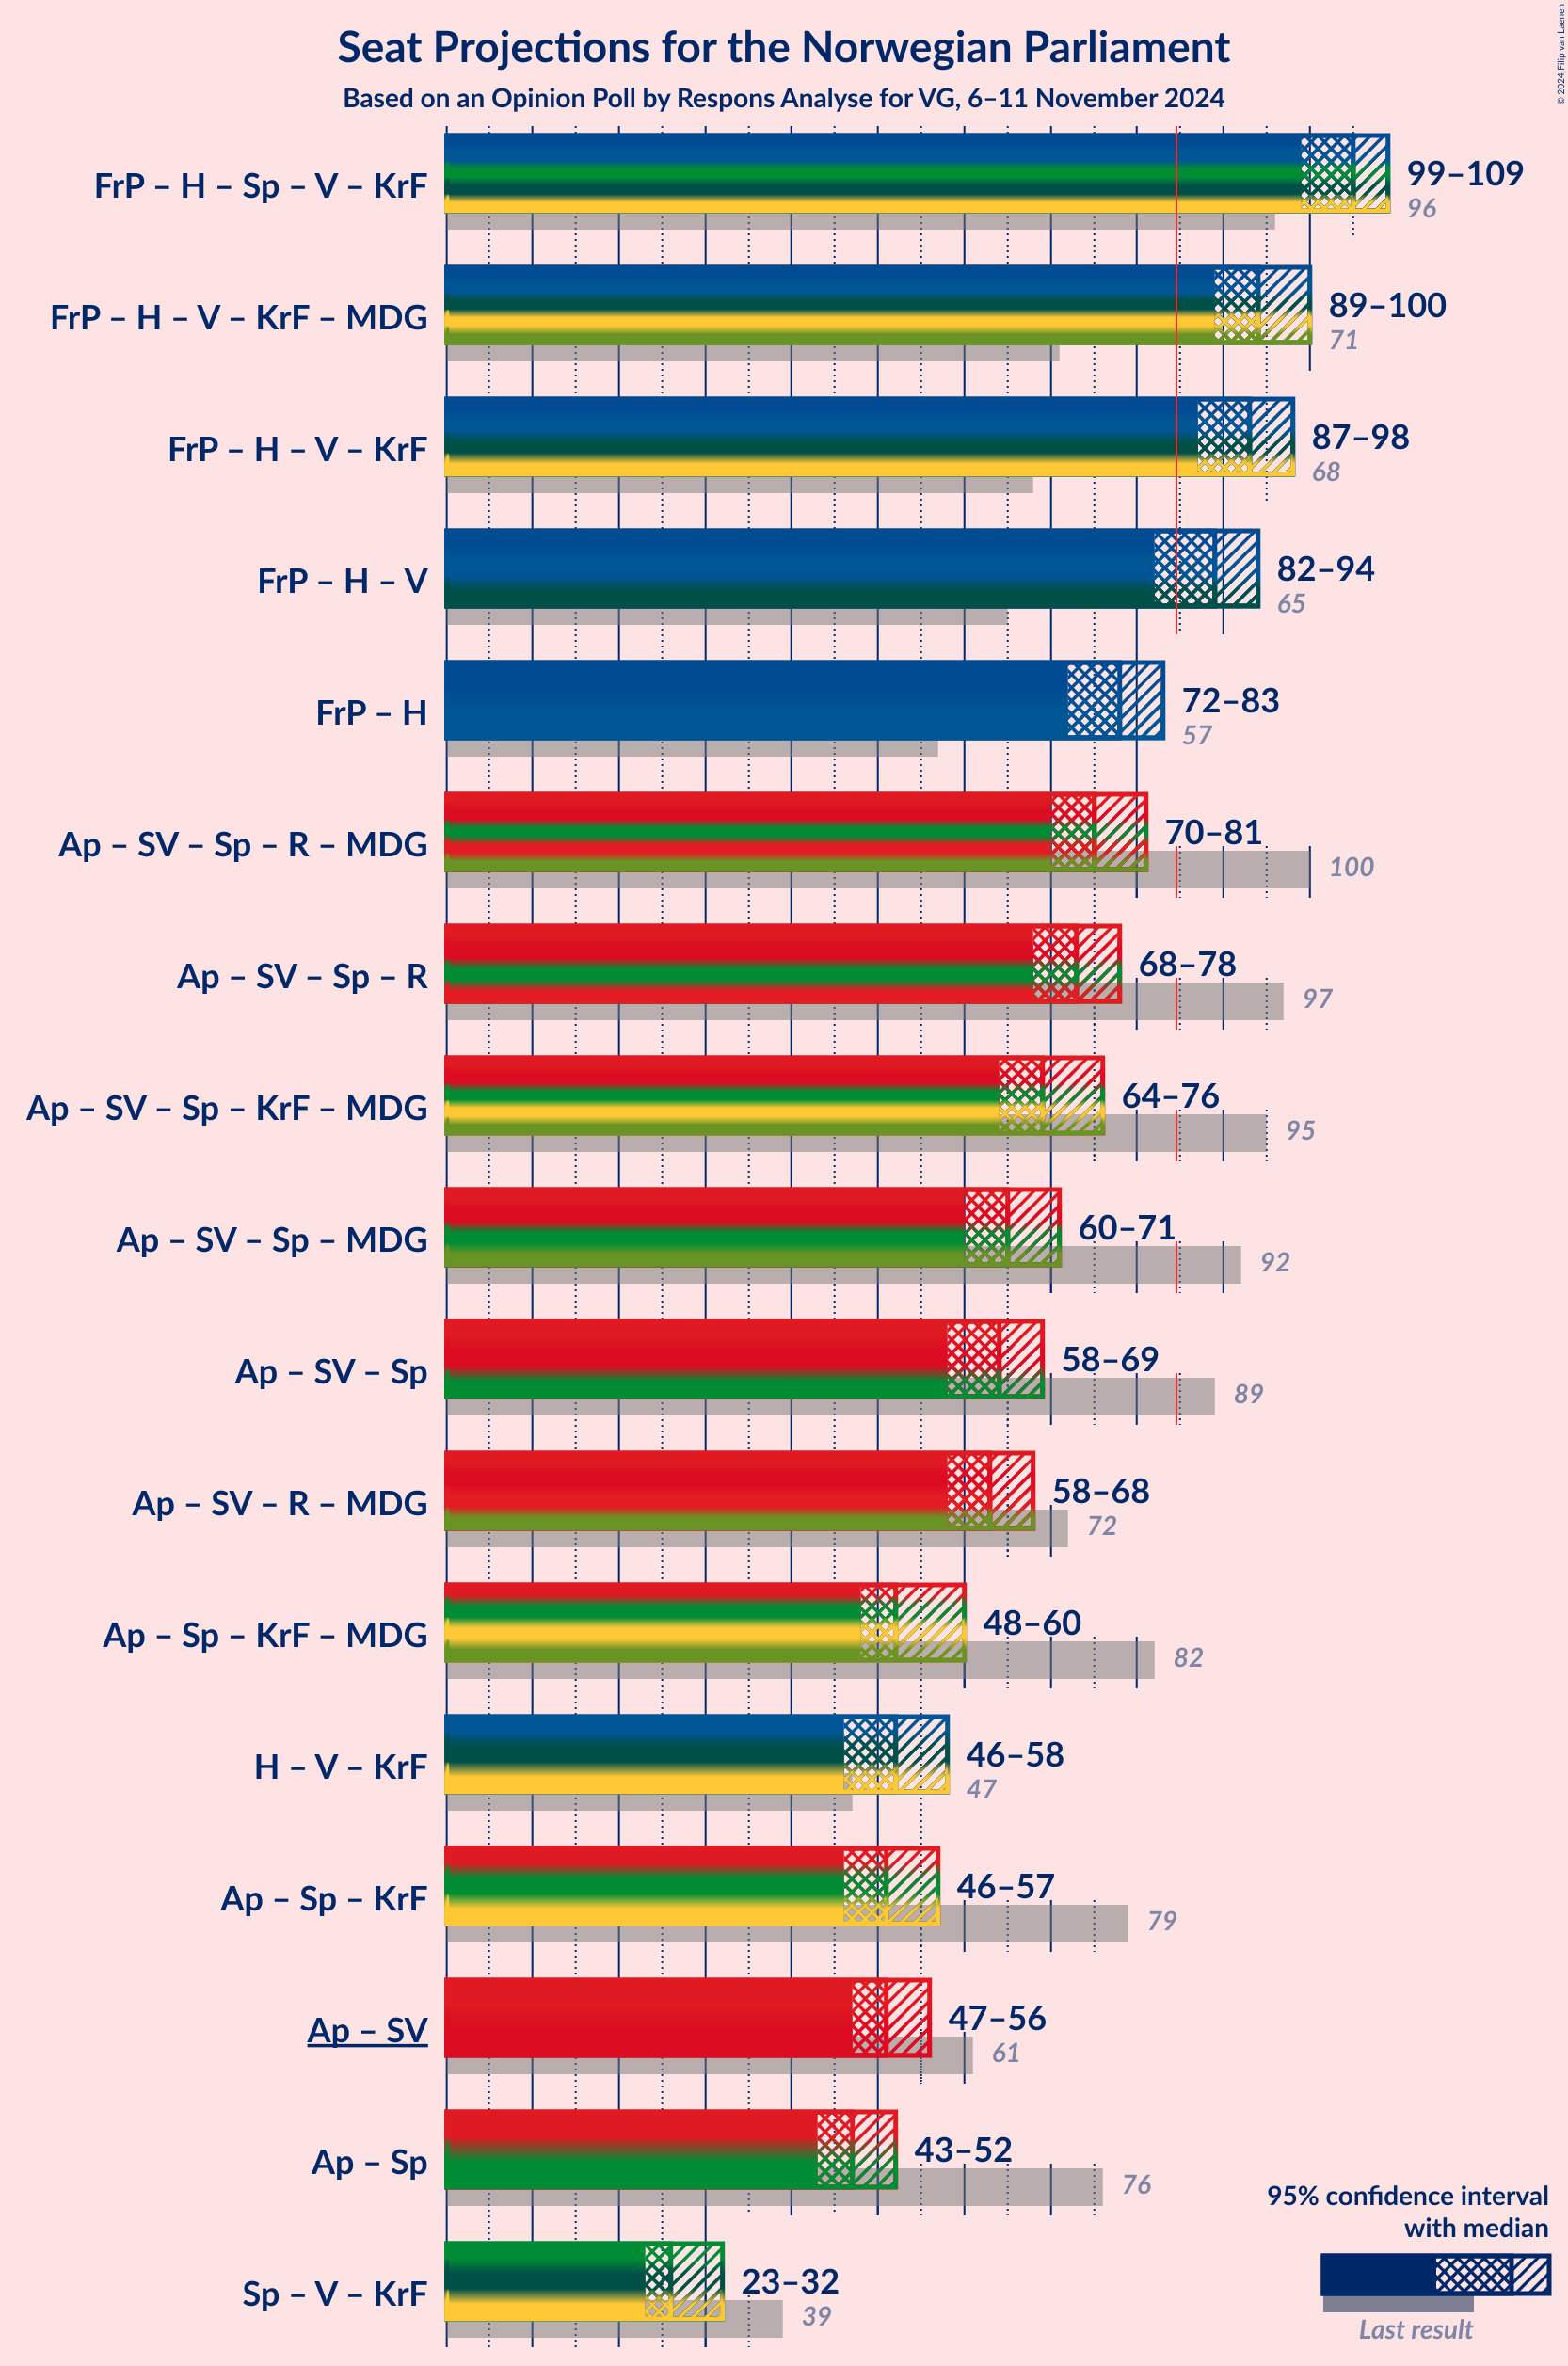 © 2024 Filip van Laenen
Seat Projections for the Norwegian Parliament
Based on an Opinion Poll by Respons Analyse for VG, 6–11 November 2024
FrP – H – Sp – V – KrF
99–109
96
FrP – H – V – KrF – MDG
89–100
71
FrP – H – V – KrF
87–98
68
FrP – H – V
82–94
65
FrP – H
72–83
57
Ap – SV – Sp – R – MDG
70–81
100
Ap – SV – Sp – R
68–78
97
Ap – SV – Sp – KrF – MDG
64–76
95
Ap – SV – Sp – MDG
60–71
92
Ap – SV – Sp
58–69
89
Ap – SV – R – MDG
58–68
72
Ap – Sp – KrF – MDG
48–60
82
H – V – KrF
46–58
47
Ap – Sp – KrF
46–57
79
Ap – SV
47–56
61
Ap – Sp
43–52
76
Sp – V – KrF
23–32
39
95% confidence interval
with median
Last result